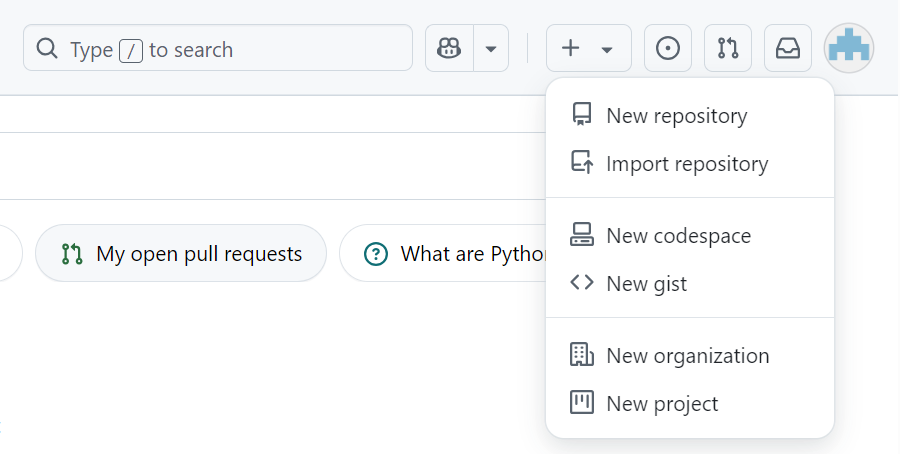 Type / to search
New repository
Import repository
New codespace
New gist
New organization
New project
My open pull requests
What are Pytho